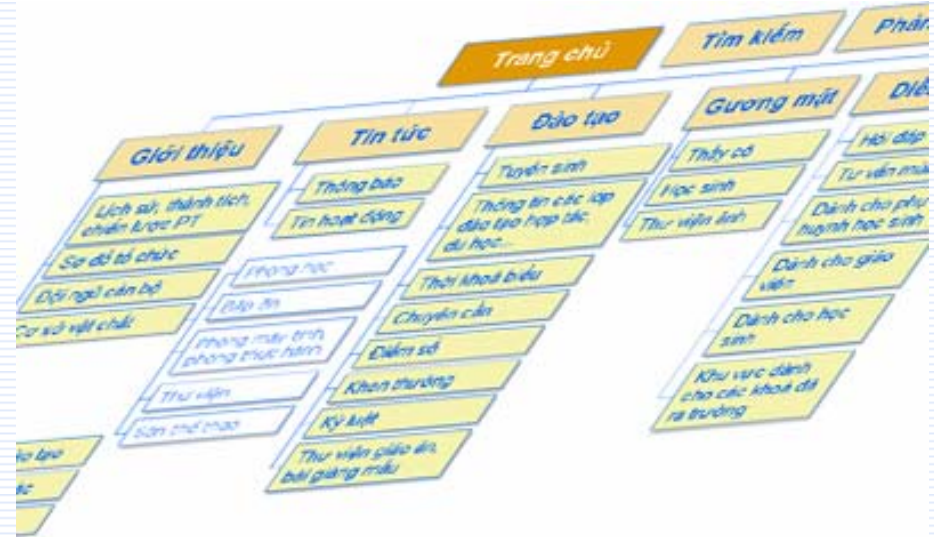 Trang chủ
Tìm kiếm
Giới thiệu
Lịch sử, thành tích,
chiến lược PT
Sơ đồ tổ chức
Đội ngũ cán bộ
Cơ sở vật chất
Phòng học
Bếp ăn
Phòng máy tính,
phòng thực hành
Thư viện
Sân thể thao
Tin tức
Thông báo
Tin hoạt động
Đào tạo
Tuyển sinh
Thông tin các lớp
đào tạo hợp tác,
du học...
Thời khoá biểu
Chuyên cần
Điểm số
Khen thưởng
Kỷ luật
Thư viện giáo án,
bài giảng mẫu
Gương mặt
Thầy cô
Học sinh
Thư viện ảnh
Hỏi đáp
Tư vấn
Dành cho phụ
huynh học sinh
Dành cho giáo
viên
Dành cho học
sinh
Khu vực dành
cho các khoá đã
ra trường
tạo